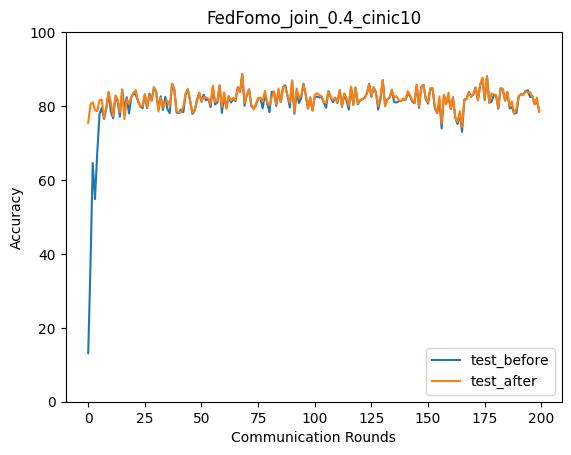 FedFomo_join_0.4_cinic10
100
80
60
40
20
0
Accuracy
0 25 50 75 100 125 150 175 200
Communication Rounds
test_before
test_after